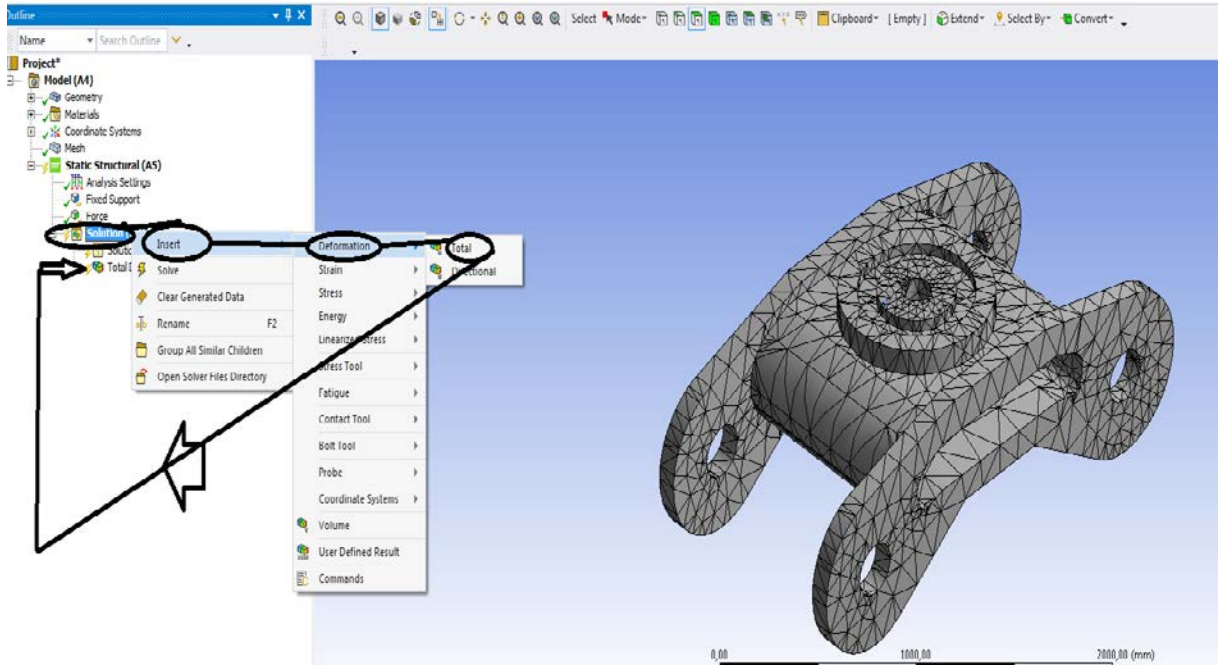 Outline
Select Mode Clipboard [Empty] Extend Select By Convert
Name Search Outline
Project*
Model (A4)
Geometry
Materials
Coordinate Systems
Mesh
Static Structural (A5)
Analysis Settings
Fixed Support
Force
Solution
Total
Insert
Solve
Clear Generated Data
Rename F2
Group All Similar Children
Open Solver Files Directory
Deformation
Strain
Stress
Energy
Linearized Stress
Stress Tool
Fatigue
Contact Tool
Bolt Tool
Probe
Coordinate Systems
Volume
User Defined Result
Commands
Total
Directional
0,00 1000,00 2000,00 (mm)